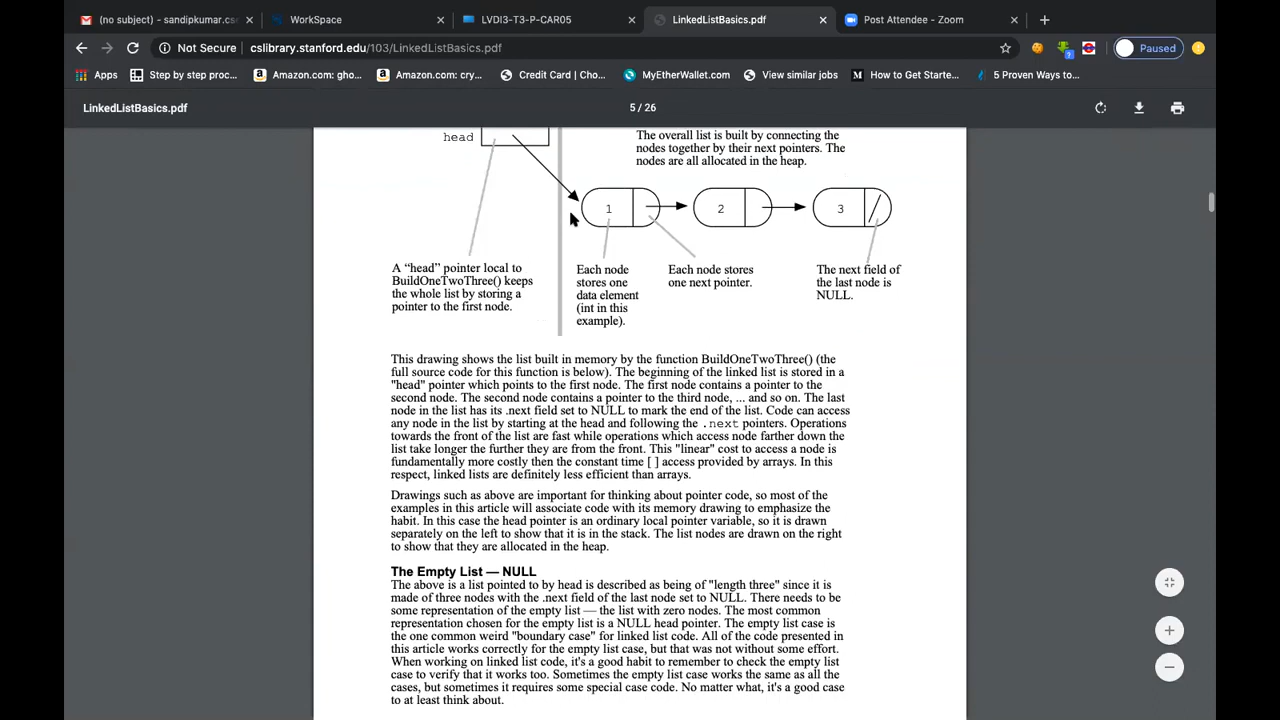 (no subject) - sandipkumar.cs
WorkSpace
LVDI3-T3-P-CAR05
LinkedListBasics.pdf
Post Attendee - Zoom
Not Secure
cslibrary.stanford.edu/103/LinkedListBasics.pdf
2
Paused
Apps
Step by step proc...
Amazon.com: gho...
Amazon.com: cry...
Credit Card | Cho...
MyEtherWallet.com
View similar jobs
How to Get Starte...
5 Proven Ways to...
LinkedListBasics.pdf
5 / 26
head
The overall list is built by connecting the
nodes together by their next pointers. The
nodes are all allocated in the heap.
1
2
3
A “head” pointer local to
BuildOneTwoThree() keeps
the whole list by storing a
pointer to the first node.
Each node
stores one
data element
(int in this
example).
Each node stores
one next pointer.
The next field of
the last node is
NULL.
This drawing shows the list built in memory by the function BuildOneTwoThree() (the
full source code for this function is below). The beginning of the linked list is stored in a
"head" pointer which points to the first node. The first node contains a pointer to the
second node. The second node contains a pointer to the third node, ... and so on. The last
node in the list has its .next field set to NULL to mark the end of the list. Code can access
any node in the list by starting at the head and following the .next pointers. Operations
towards the front of the list are fast while operations which access node farther down the
list take longer the further they are from the front. This "linear" cost to access a node is
fundamentally more costly then the constant time [ ] access provided by arrays. In this
respect, linked lists are definitely less efficient than arrays.
Drawings such as above are important for thinking about pointer code, so most of the
examples in this article will associate code with its memory drawing to emphasize the
habit. In this case the head pointer is an ordinary local pointer variable, so it is drawn
separately on the left to show that it is in the stack. The list nodes are drawn on the right
to show that they are allocated in the heap.
The Empty List — NULL
The above is a list pointed to by head is described as being of "length three" since it is
made of three nodes with the .next field of the last node set to NULL. There needs to be
some representation of the empty list — the list with zero nodes. The most common
representation chosen for the empty list is a NULL head pointer. The empty list case is
the one common weird "boundary case" for linked list code. All of the code presented in
this article works correctly for the empty list case, but that was not without some effort.
When working on linked list code, it's a good habit to remember to check the empty list
case to verify that it works too. Sometimes the empty list case works the same as all the
cases, but sometimes it requires some special case code. No matter what, it's a good case
to at least think about.